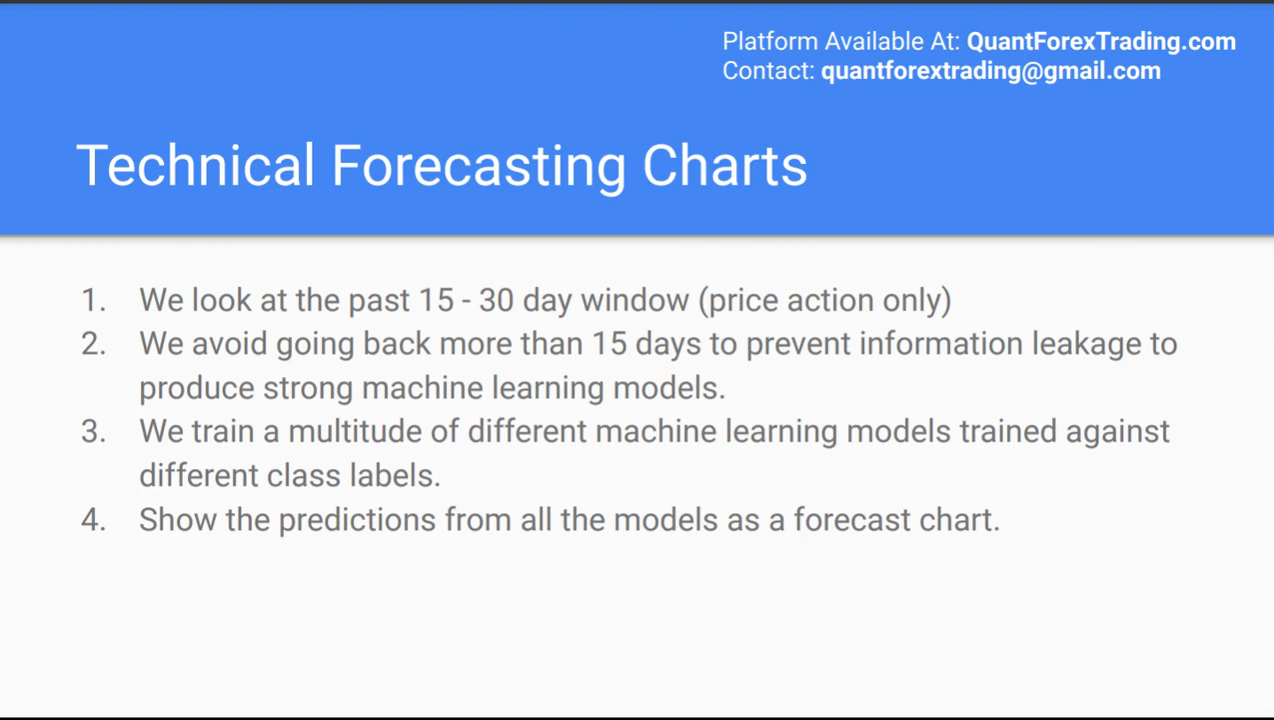 Platform Available At: QuantForexTrading.com
Contact: quantforextrading@gmail.com
Technical Forecasting Charts
1. We look at the past 15 - 30 day window (price action only)
2. We avoid going back more than 15 days to prevent information leakage to
produce strong machine learning models.
3. We train a multitude of different machine learning models trained against
different class labels.
4. Show the predictions from all the models as a forecast chart.